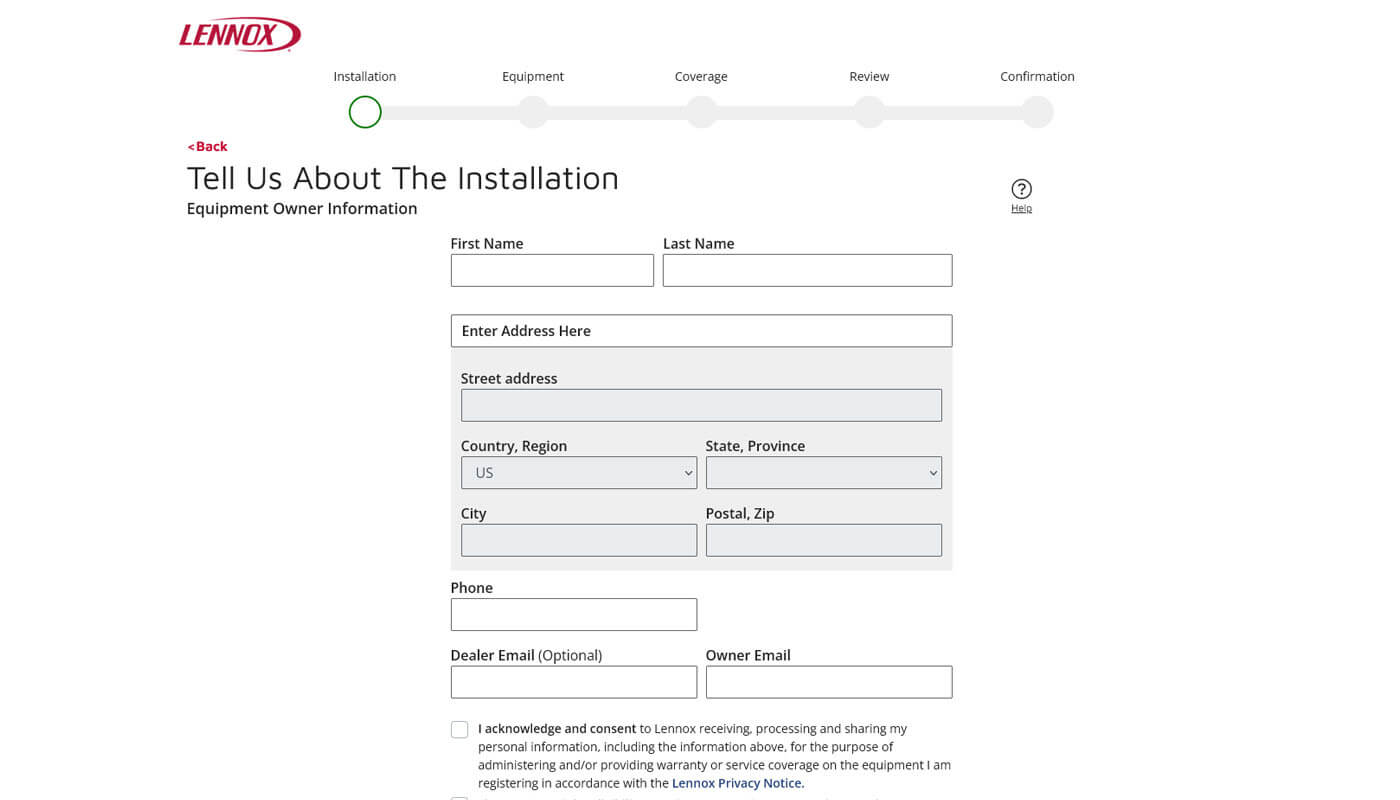 LENNOX
Installation
Equipment
Coverage
Review
Confirmation
<Back
Tell Us About The Installation
Equipment Owner Information
?
Help
First Name
Last Name
Enter Address Here
Street address
Country, Region
State, Province
US
City
Postal, Zip
Phone
Dealer Email (Optional)
Owner Email
I acknowledge and consent to Lennox receiving, processing and sharing my
personal information, including the information above, for the purpose of
administering and/or providing warranty or service coverage on the equipment I am
registering in accordance with the Lennox Privacy Notice.